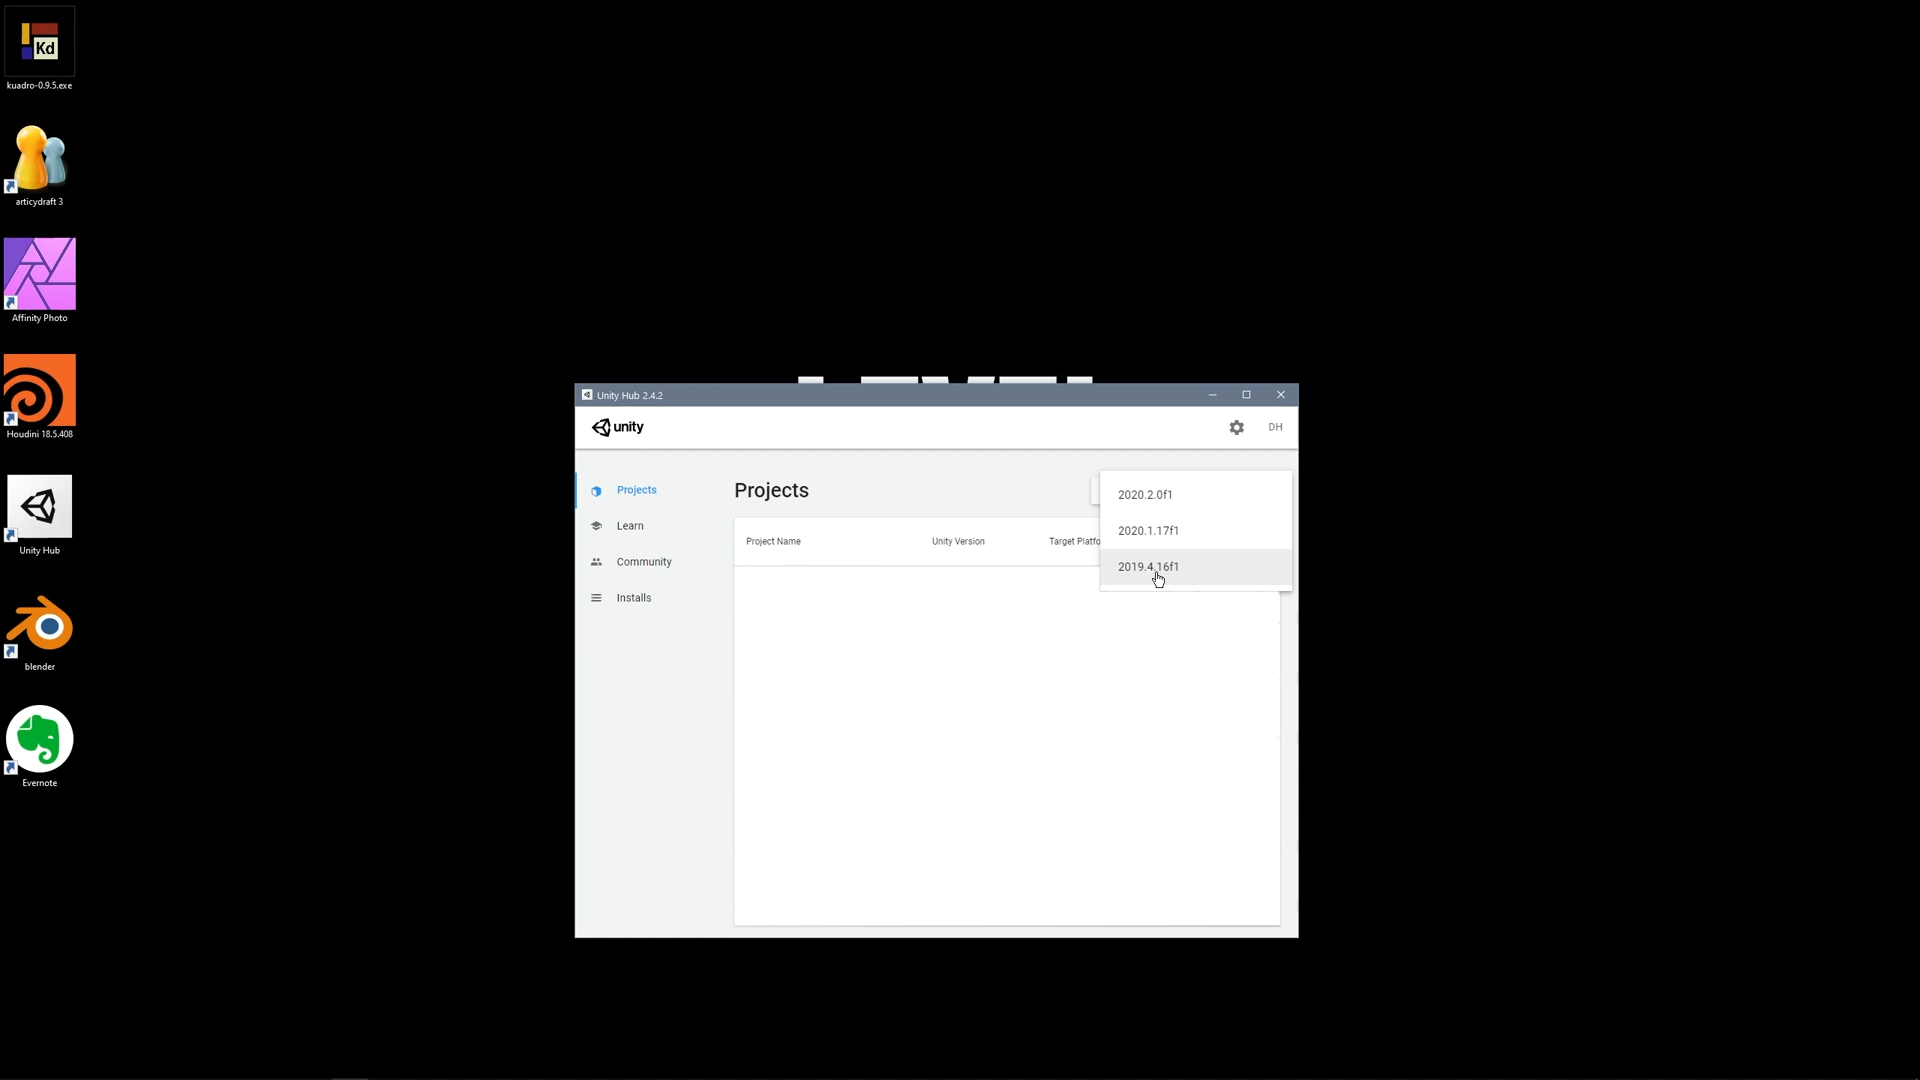 Kd
kuadro-0.9.5.exe
articydraft 3
Affinity Photo
Houdini 18.5.408
Unity Hub
blender
Evernote
Unity Hub 2.4.2
unity
DH
Projects
Learn
Community
Installs
Projects
Project Name
Unity Version
Target Platfo
2020.2.0f1
2020.1.17f1
2019.4.16f1